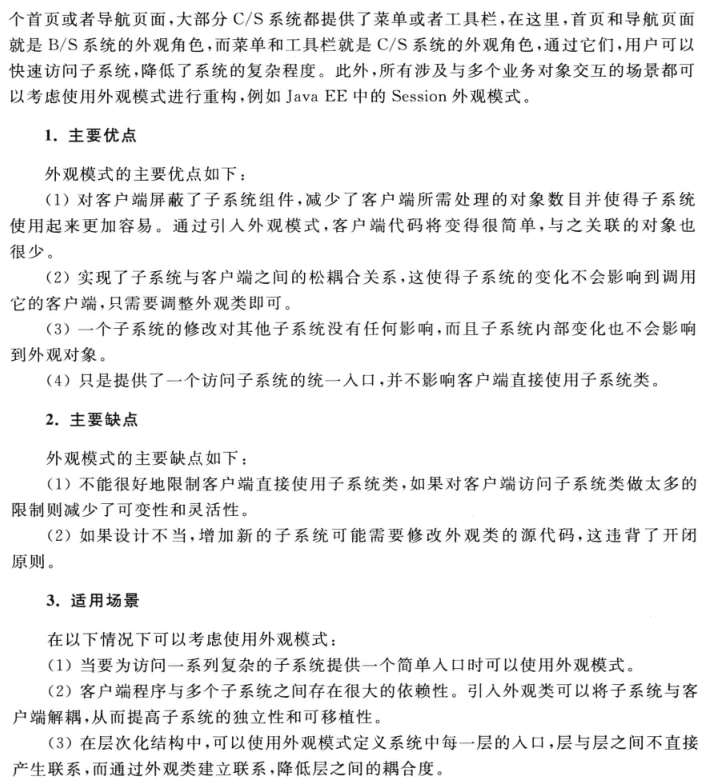 个首页或者导航页面,大部分 C/S 系统都提供了菜单或者工具栏,在这里,首页和导航页面
就是 B/S 系统的外观角色,而菜单和工具栏就是 C/S 系统的外观角色,通过它们,用户可以
快速访问子系统,降低了系统的复杂程度。此外,所有涉及与多个业务对象交互的场景都可
以考虑使用外观模式进行重构,例如 Java EE 中的 Session 外观模式。
1. 主要优点
外观模式的主要优点如下:
(1) 对客户端屏蔽了子系统组件,减少了客户端所需处理的对象数目并使得子系统
使用起来更加容易。通过引入外观模式,客户端代码将变得很简单,与之关联的对象也
很少。
(2) 实现了子系统与客户端之间的松耦合关系,这使得子系统的变化不会影响到调用
它的客户端,只需要调整外观类即可。
(3) 一个子系统的修改对其他子系统没有任何影响,而且子系统内部变化也不会影响
到外观对象。
(4) 只是提供了一个访问子系统的统一入口,并不影响客户端直接使用子系统类。
2. 主要缺点
外观模式的主要缺点如下:
(1) 不能很好地限制客户端直接使用子系统类,如果对客户端访问子系统类做太多的
限制则减少了可变性和灵活性。
(2) 如果设计不当,增加新的子系统可能需要修改外观类的源代码,这违背了开闭
原则。
3. 适用场景
在以下情况下可以考虑使用外观模式:
(1) 当要为访问一系列复杂的子系统提供一个简单入口时可以使用外观模式。
(2) 客户端程序与多个子系统之间存在很大的依赖性。引入外观类可以将子系统与客
户端解耦,从而提高子系统的独立性和可移植性。
(3) 在层次化结构中,可以使用外观模式定义系统中每一层的入口,层与层之间不直接
产生联系,而通过外观类建立联系,降低层之间的耦合度。